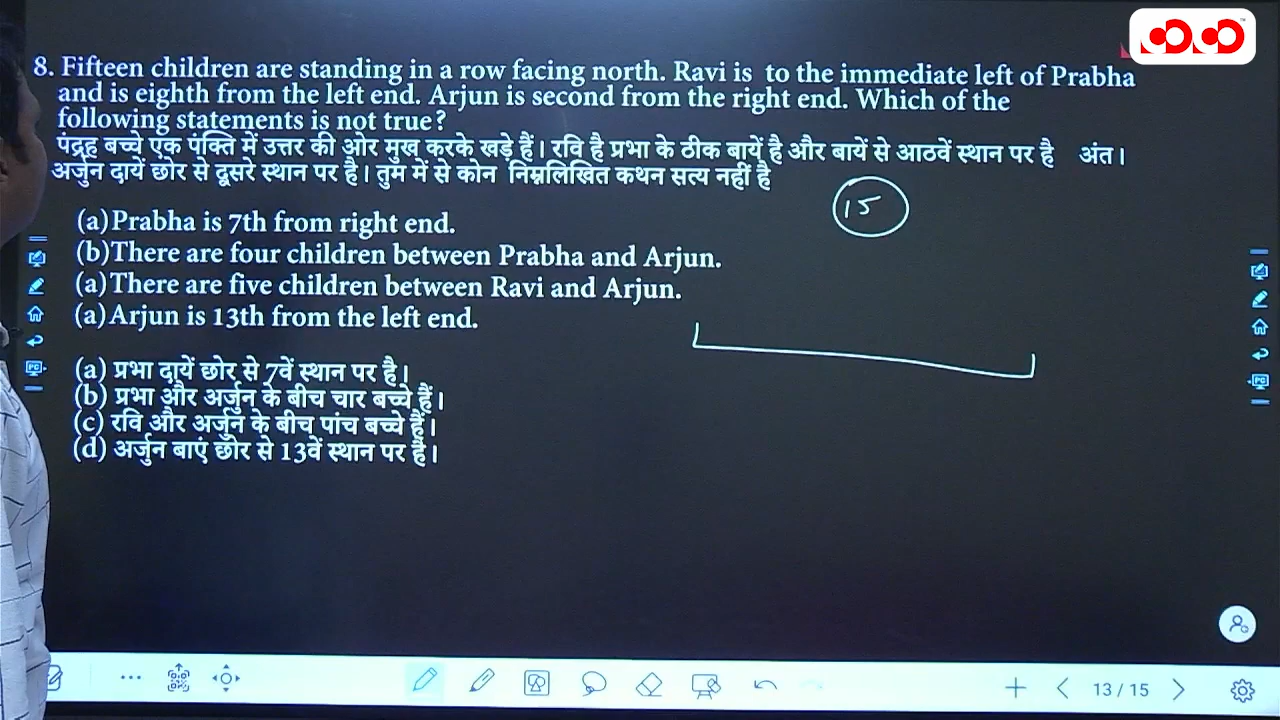 8. Fifteen children are standing in a row facing north. Ravi is to the immediate left of Prabha
and is eighth from the left end. Arjun is second from the right end. Which of the
following statements is not true?
पंद्रह बच्चे एक पंक्ति में उत्तर की ओर मुख करके खड़े हैं। रवि है प्रभा के ठीक बायें है और बायें से आठवें स्थान पर है अंत।
अर्जुन दायें छोर से दूसरे स्थान पर है। तुम में से कोन निम्नलिखित कथन सत्य नहीं है
15
(a)Prabha is 7th from right end.
(b)There are four children between Prabha and Arjun.
(a)There are five children between Ravi and Arjun.
(a)Arjun is 13th from the left end.
(a) प्रभा दायें छोर से 7वें स्थान पर है।
(b) प्रभा और अर्जुन के बीच चार बच्चे हैं।
(c) रवि और अर्जुन के बीच पांच बच्चे हैं।
(d) अर्जुन बाएं छोर से 13वें स्थान पर है।
PC
PC
13 / 15